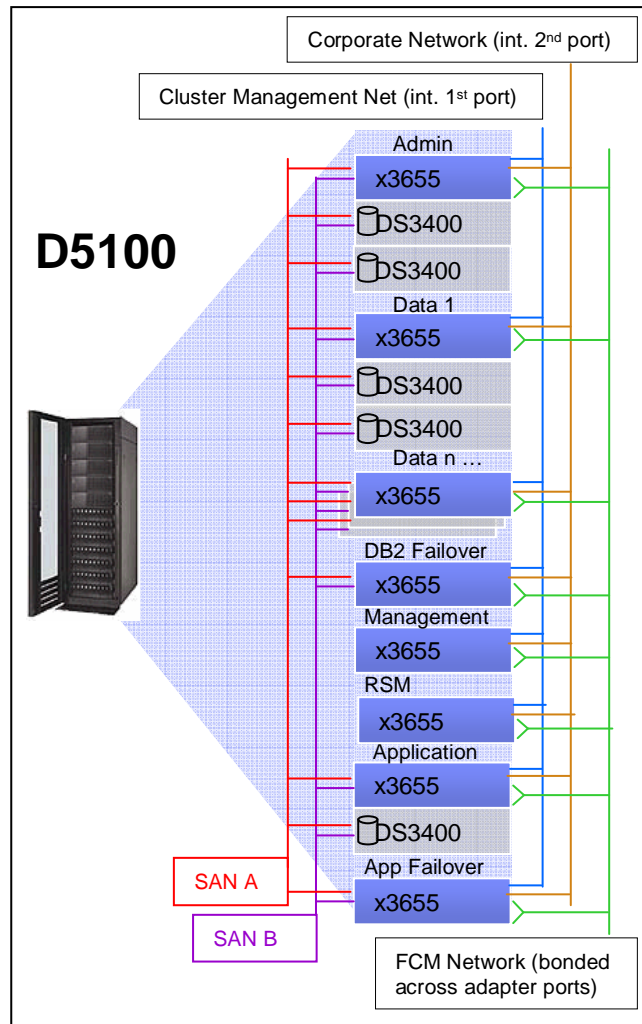 Corporate Network (int. 2nd port)
Cluster Management Net (int. 1st port)
D5100
Admin
x3655
DS3400
DS3400
Data 1
x3655
DS3400
DS3400
Data n ...
x3655
DB2 Failover
x3655
Management
x3655
RSM
x3655
Application
x3655
DS3400
App Failover
x3655
SAN A
SAN B
FCM Network (bonded
across adapter ports)